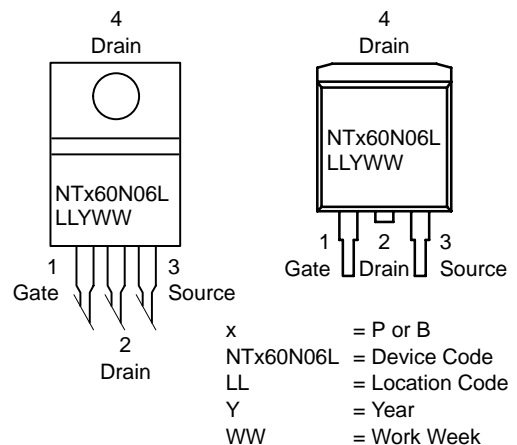 4
Drain
NTx60N06L
LLYWW
1
Gate
3
Source
2
Drain
4
Drain
NTx60N06L
LLYWW
1
Gate
2
Drain
3
Source
x = P or B
NTx60N06L = Device Code
LL = Location Code
Y = Year
WW = Work Week